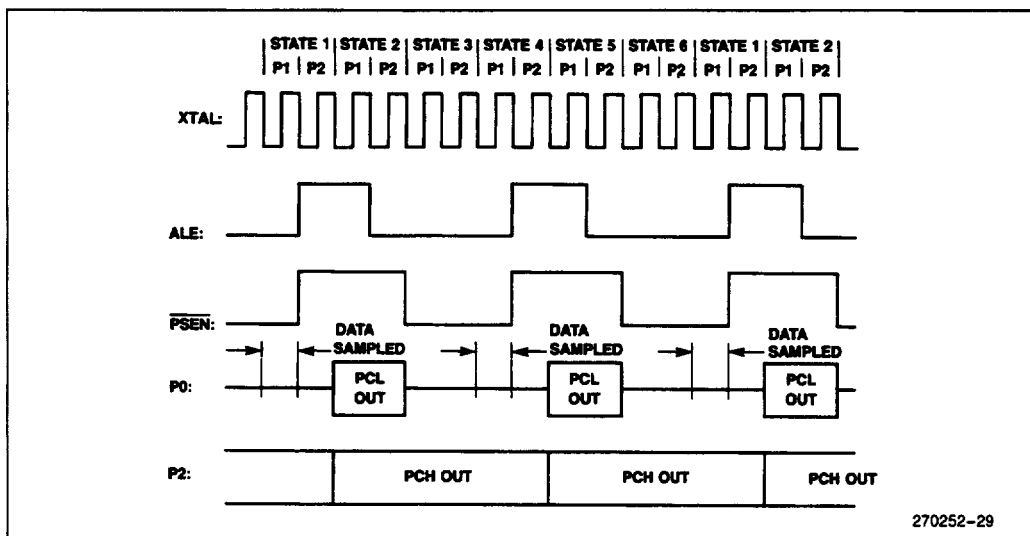 STATE 1 STATE 2 STATE 3 STATE 4 STATE 5 STATE 6 STATE 1 STATE 2
P1 P2 P1 P2 P1 P2 P1 P2 P1 P2 P1 P2 P1 P2 P1 P2
XTAL:
ALE:
PSEN:
DATA SAMPLED
DATA SAMPLED
DATA SAMPLED
P0:
PCL OUT
PCL OUT
PCL OUT
P2:
PCH OUT PCH OUT PCH OUT
270252-29